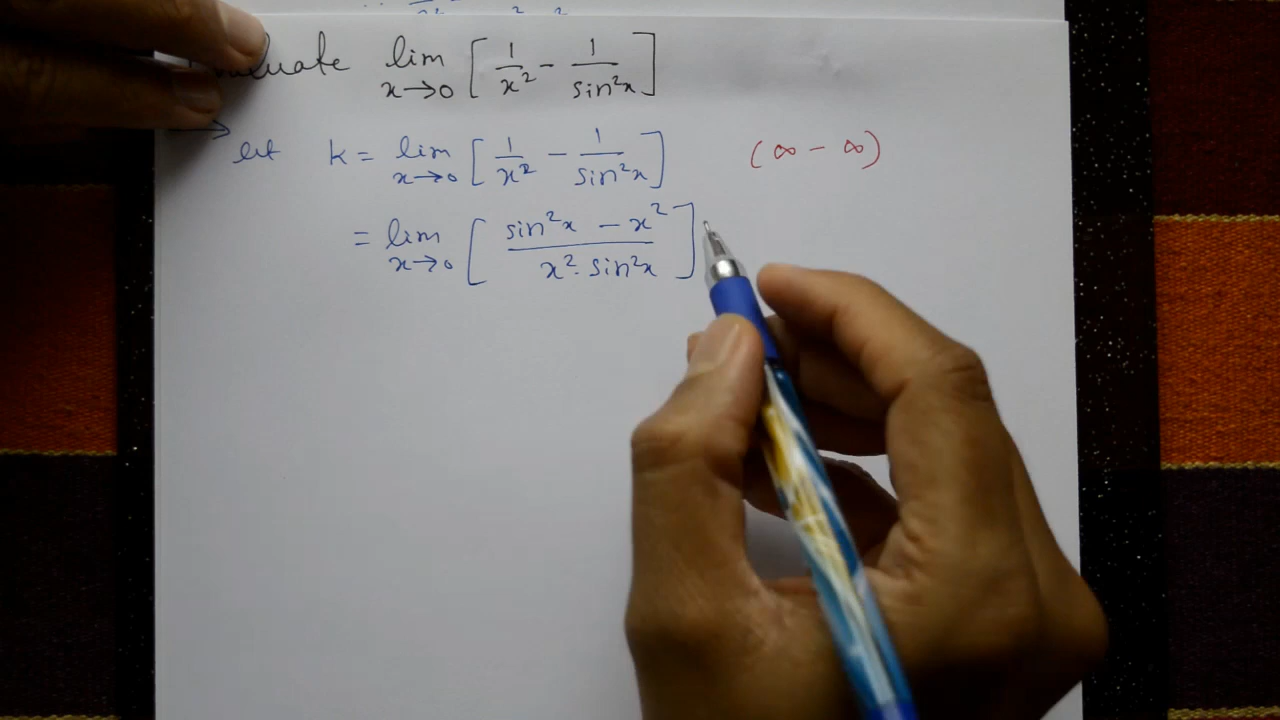 lim x→0 [ 1/x² - 1/sin²x ]
let k = lim x→0 [ 1/x² - 1/sin²x ] (∞ - ∞)
= lim x→0 [ sin²x - x² / x². sin²x ]